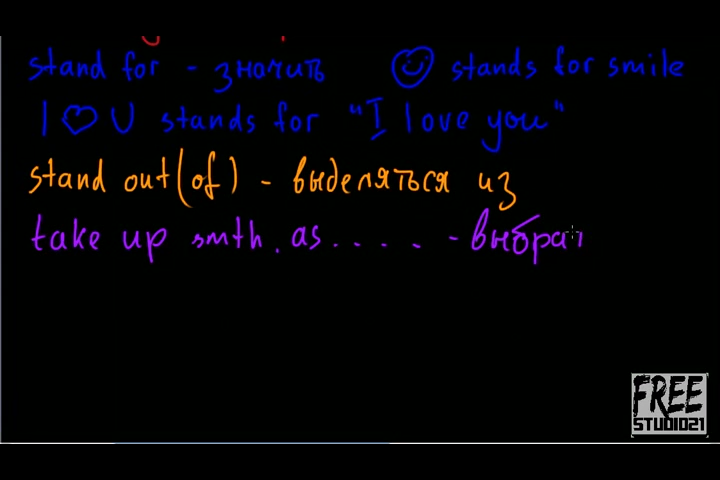 stand for - значить ☺ stands for smile
I ♡ U stands for "I love you"
stand out (of) - выделяться из
take up smth. as..... - выбрат
FREE
STUDIO21